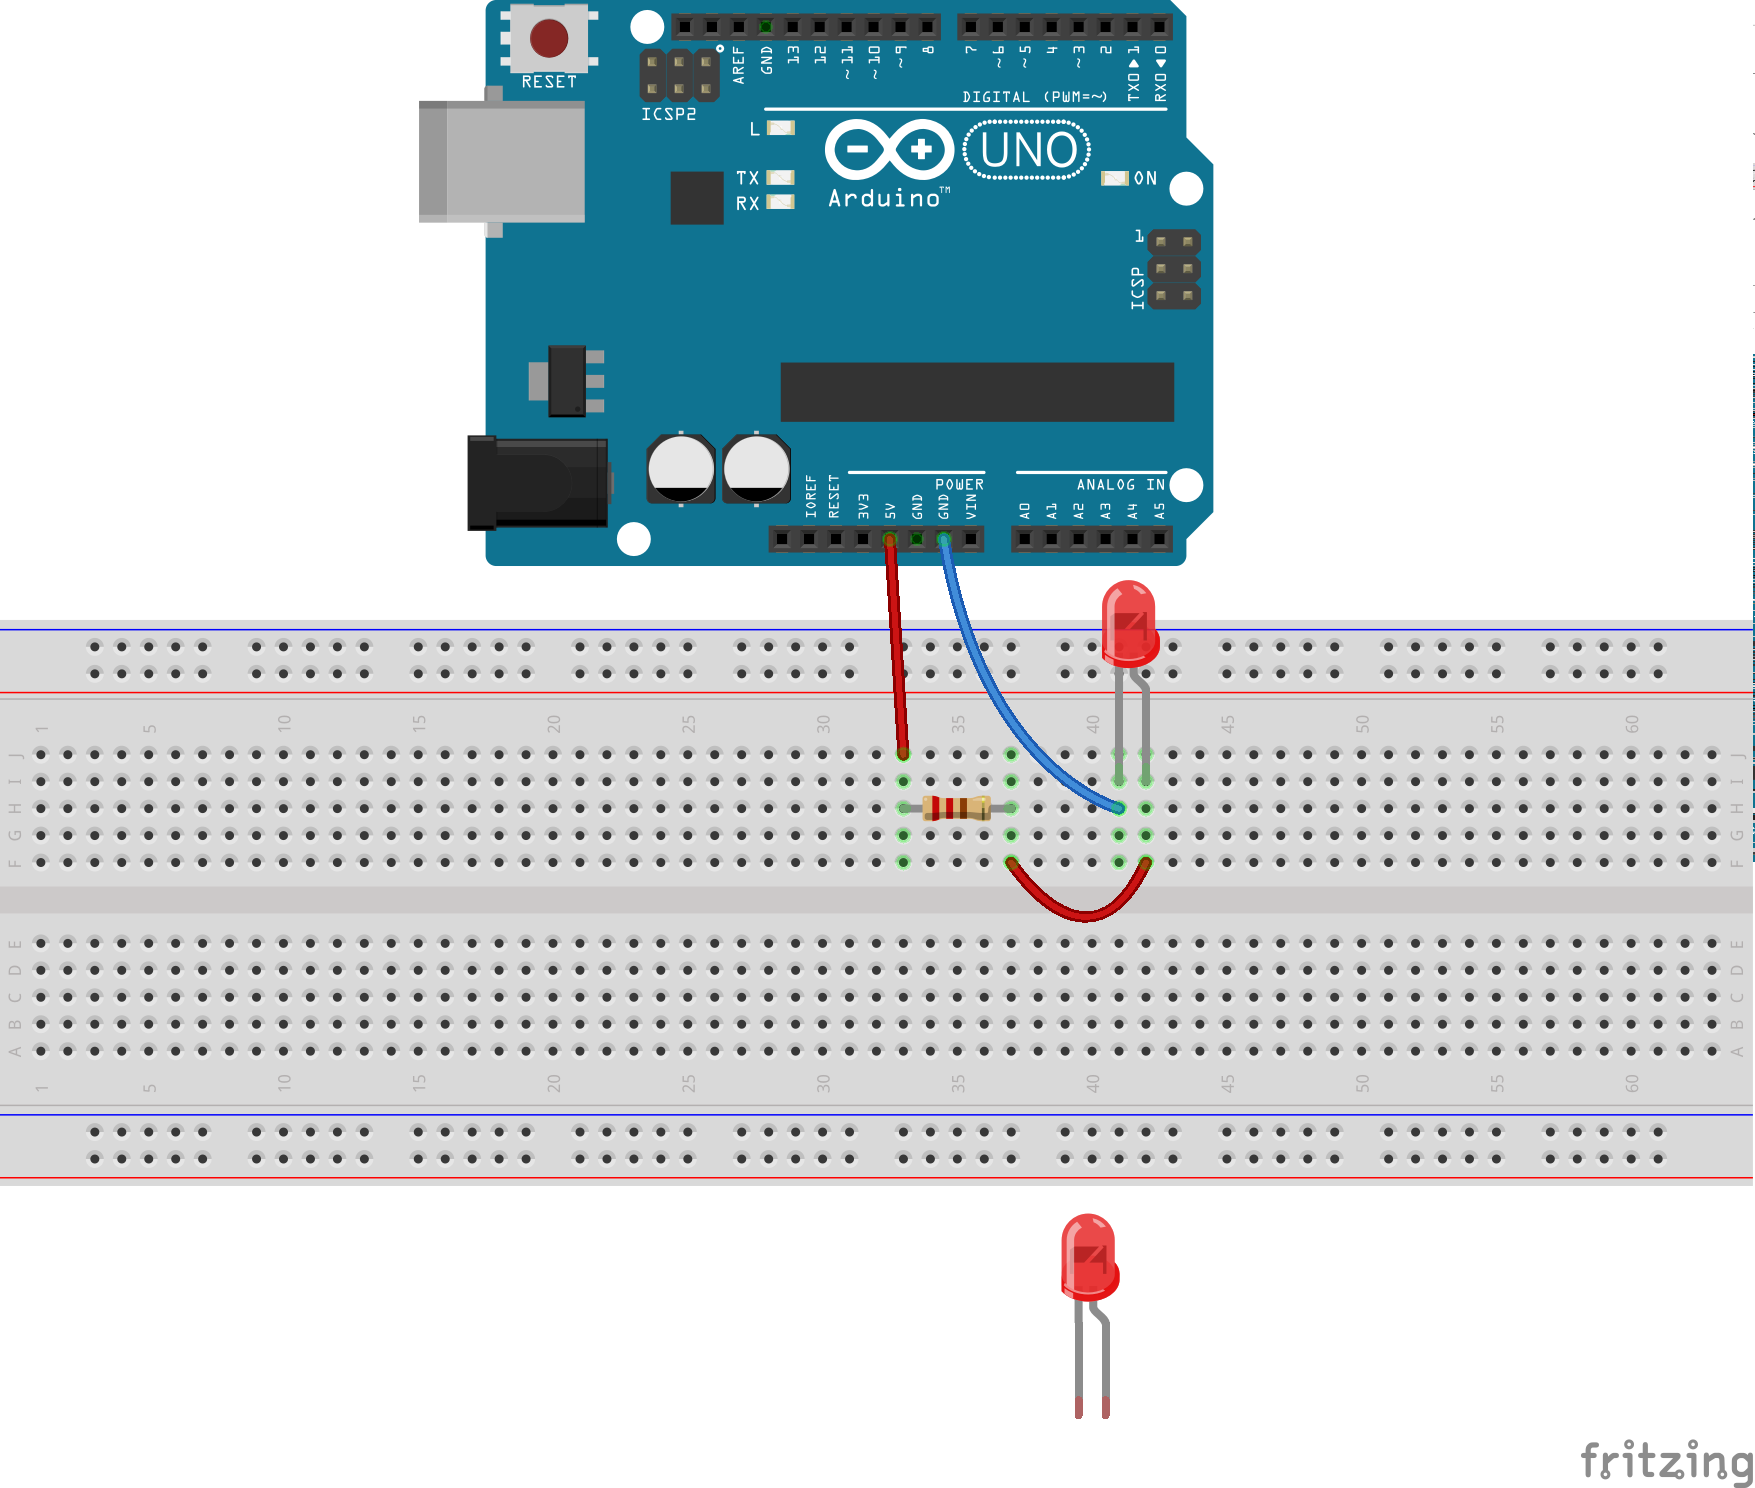 RESET
ICSP2
AREF
GND
13
12
~11
~10
~9
8
7
~6
~5
4
~3
2
TX0▶1
RX0◀0
DIGITAL (PWM=~)
L
TX
RX
Arduino™
UNO
ON
1
ICSP
POWER
ANALOG IN
IOREF
RESET
3V3
5V
GND
GND
VIN
A0
A1
A2
A3
A4
A5
1 5 10 15 20 25 30 35 40 45 50 55 60
J J
I I
H H
G G
F F
E E
D D
C C
B B
A A
1 5 10 15 20 25 30 35 40 45 50 55 60
fritzing